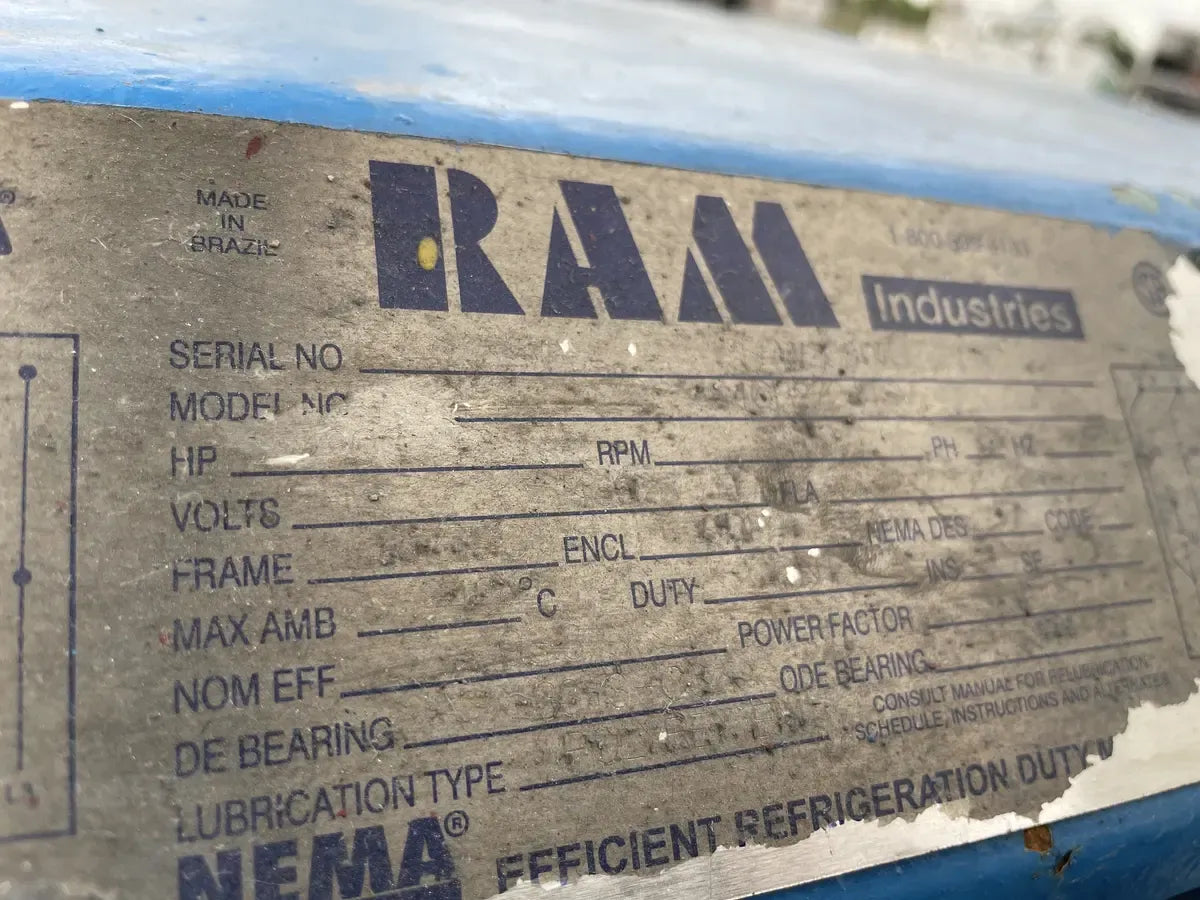 MADE
IN
BRAZIL
RAM
Industries
SERIAL NO
MODEL NO
HP RPM PH HZ
VOLTS FLA
FRAME ENCL NEMA DES CODE
MAX AMB °C DUTY INS SF
NOM EFF POWER FACTOR
DE BEARING ODE BEARING
LUBRICATION TYPE CONSULT MANUAL FOR RELUBRICATION
SCHEDULE, INSTRUCTIONS AND
NEMA® EFFICIENT REFRIGERATION DUTY